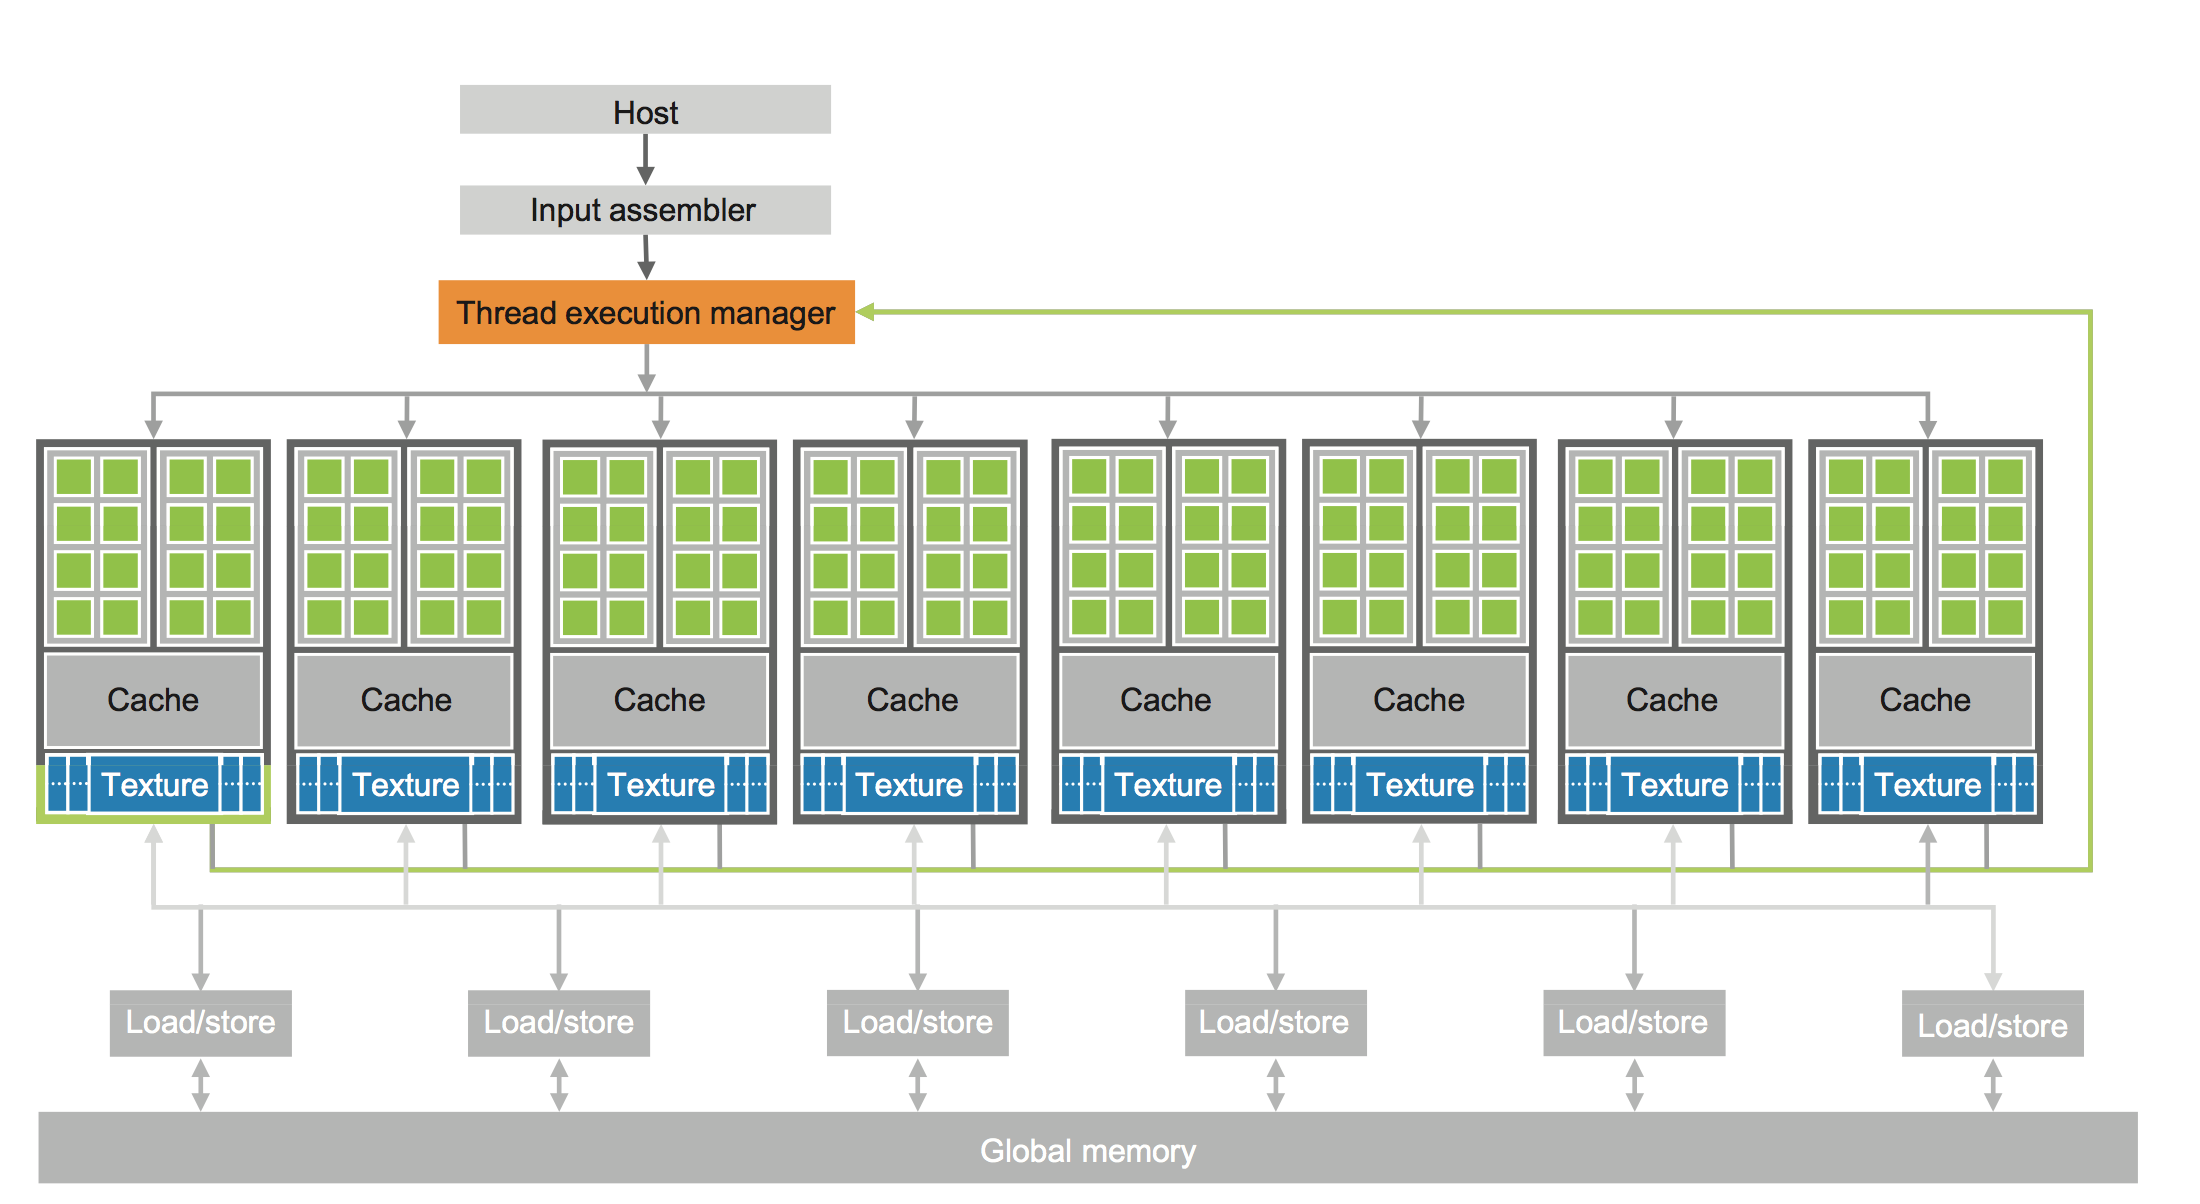 Host
Input assembler
Thread execution manager
Cache
Cache
Cache
Cache
Cache
Cache
Cache
Cache
Texture
Texture
Texture
Texture
Texture
Texture
Texture
Texture
Load/store
Load/store
Load/store
Load/store
Load/store
Load/store
Global memory